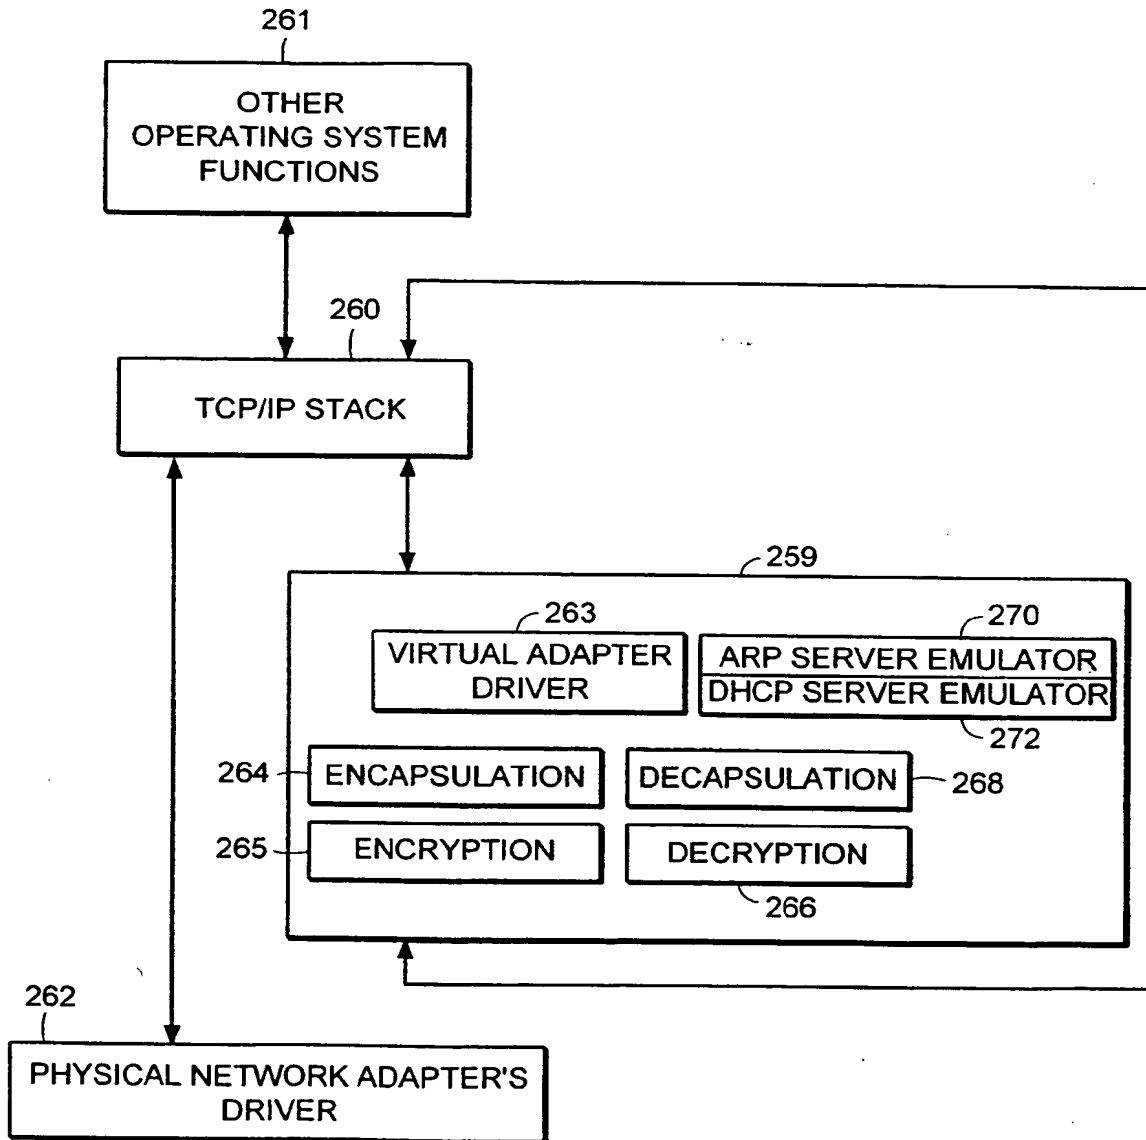 261
OTHER
OPERATING SYSTEM
FUNCTIONS
260
TCP/IP STACK
259
263
VIRTUAL ADAPTER
DRIVER
270
ARP SERVER EMULATOR
DHCP SERVER EMULATOR
272
264
ENCAPSULATION
DECAPSULATION
268
265
ENCRYPTION
DECRYPTION
266
262
PHYSICAL NETWORK ADAPTER'S
DRIVER